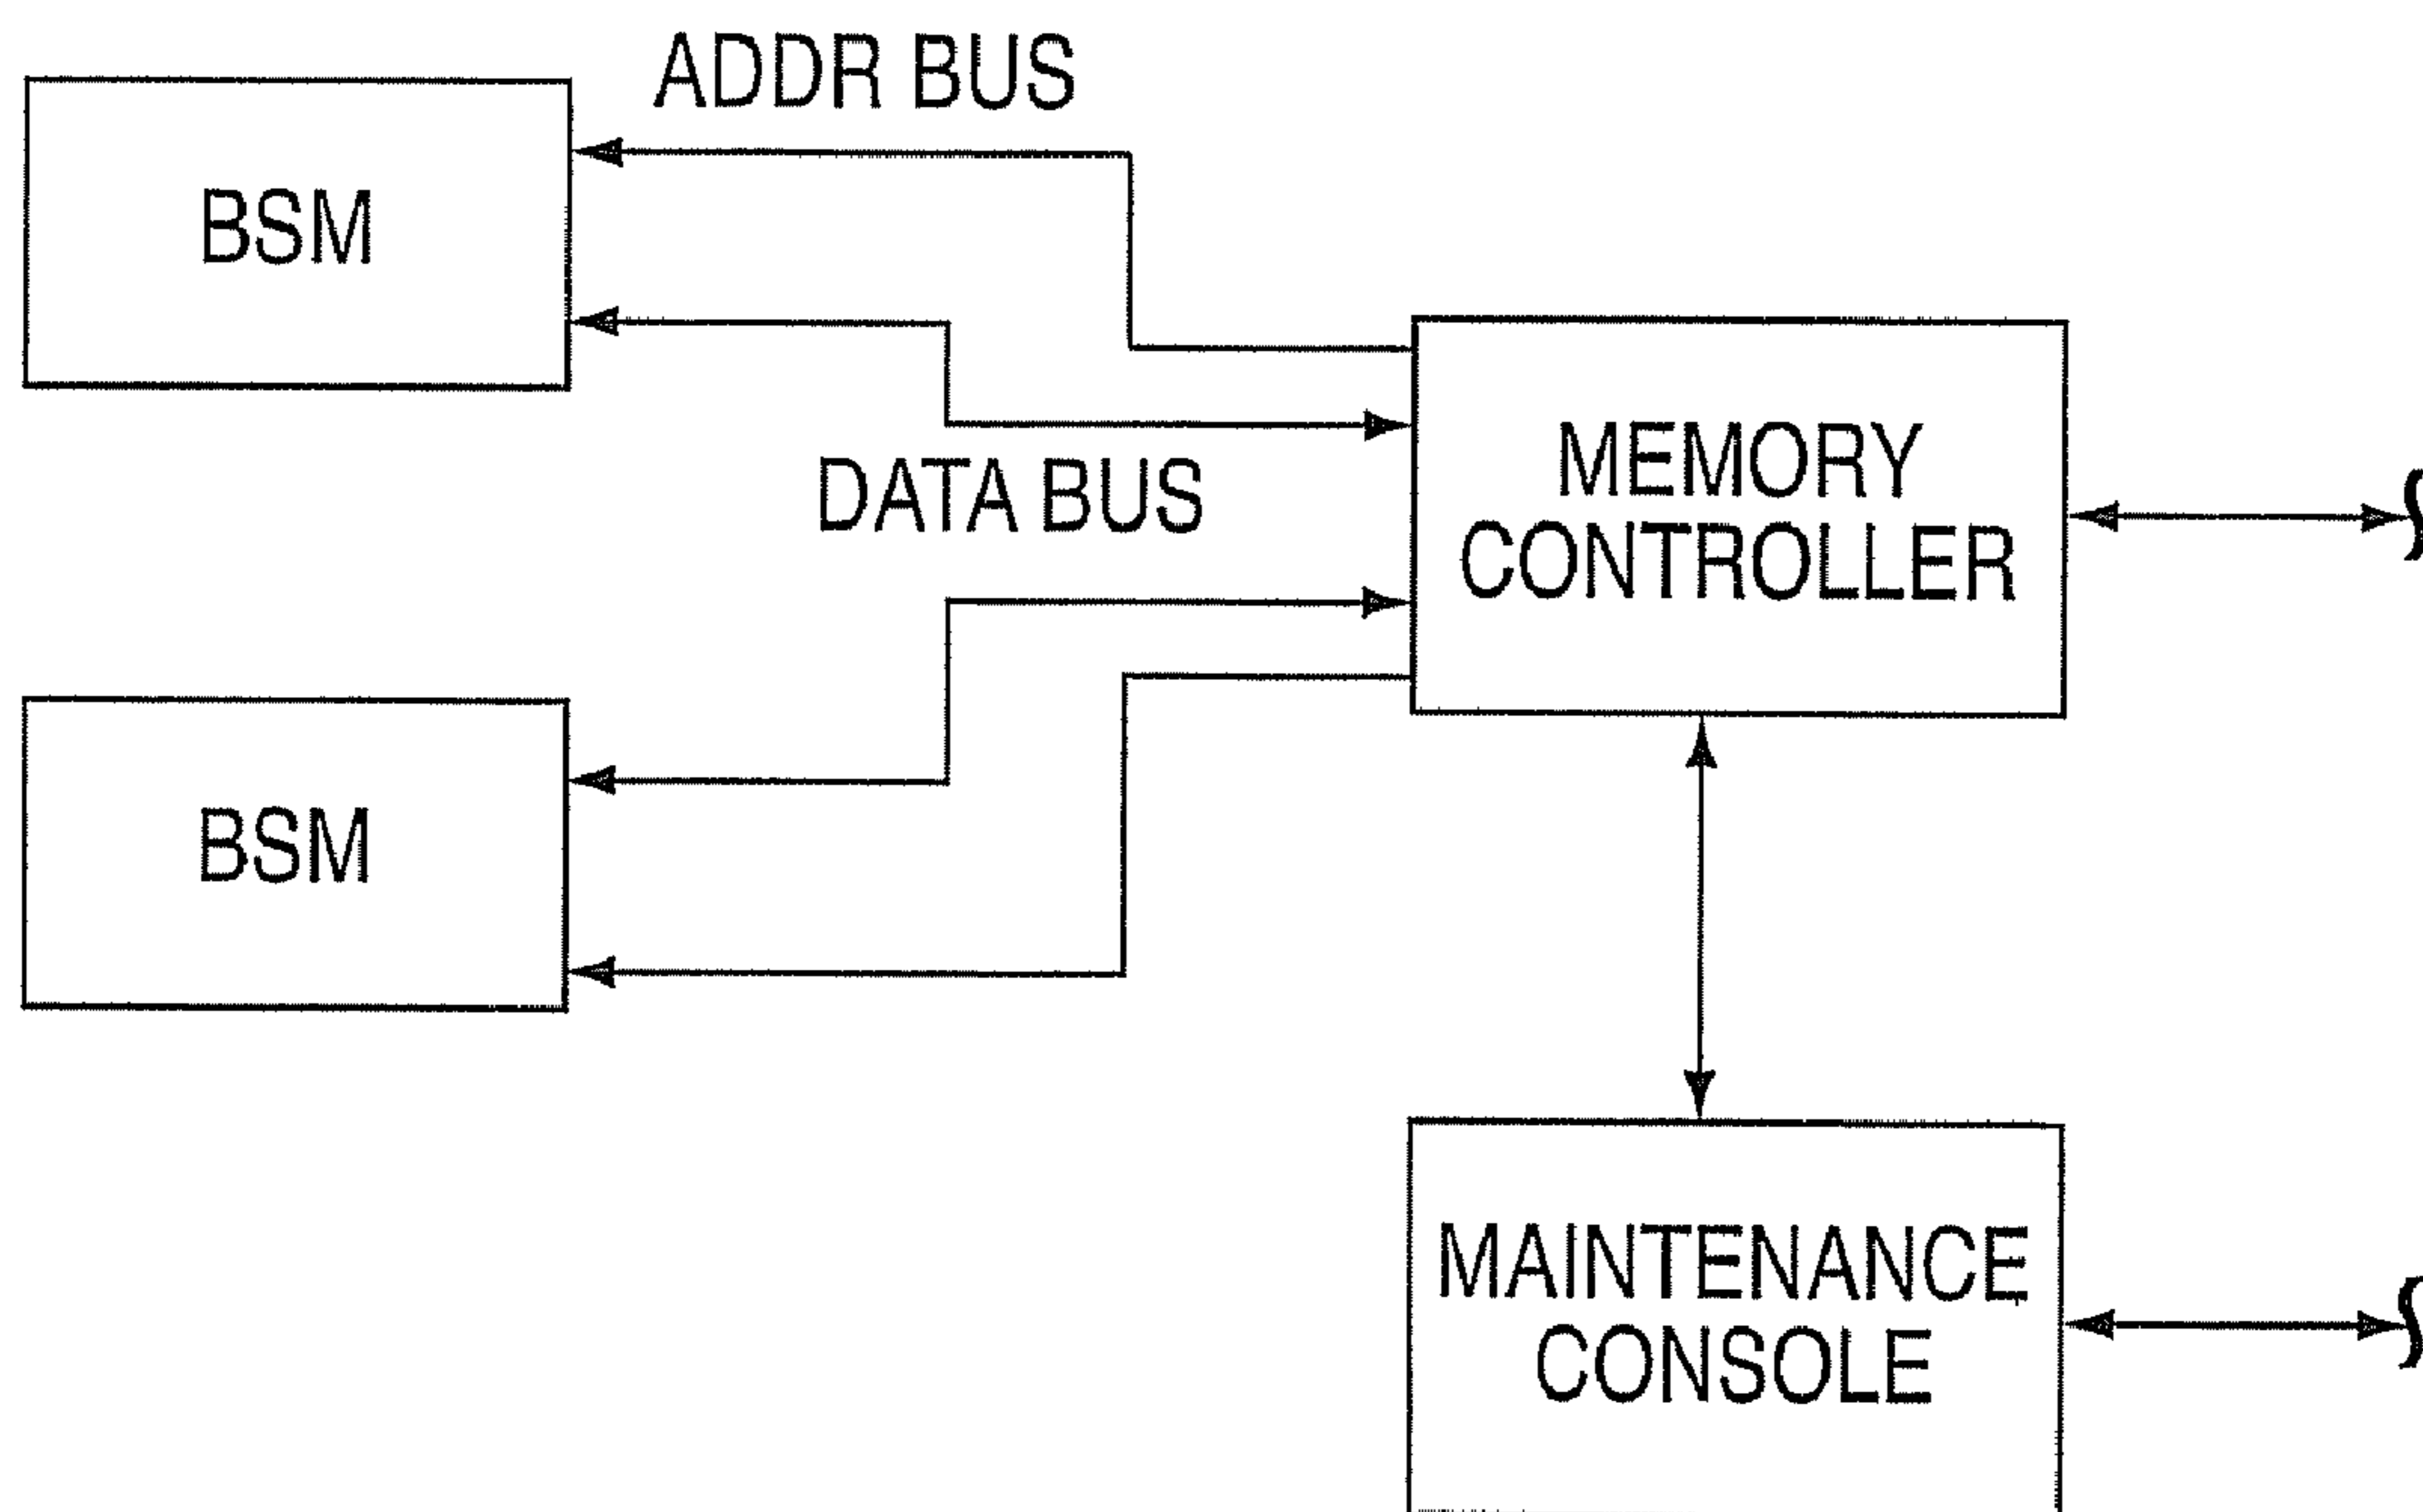 ADDR BUS
BSM
DATA BUS
MEMORY
CONTROLLER
BSM
MAINTENANCE
CONSOLE